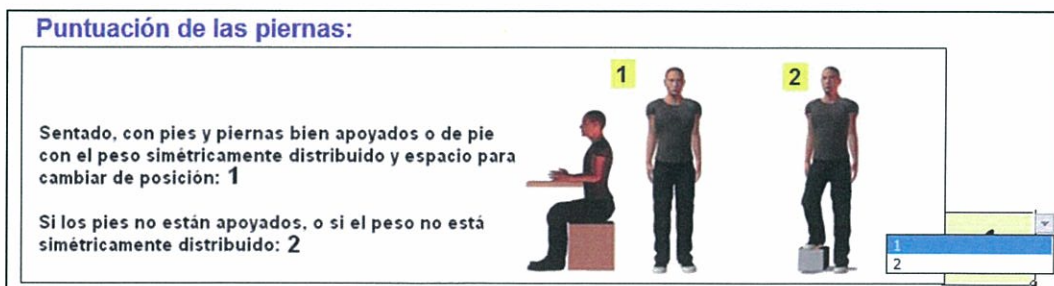 Puntuación de las piernas:
1
2
Sentado, con pies y piernas bien apoyados o de pie
con el peso simétricamente distribuido y espacio para
cambiar de posición: 1
Si los pies no están apoyados, o si el peso no está
simétricamente distribuido: 2
1
2